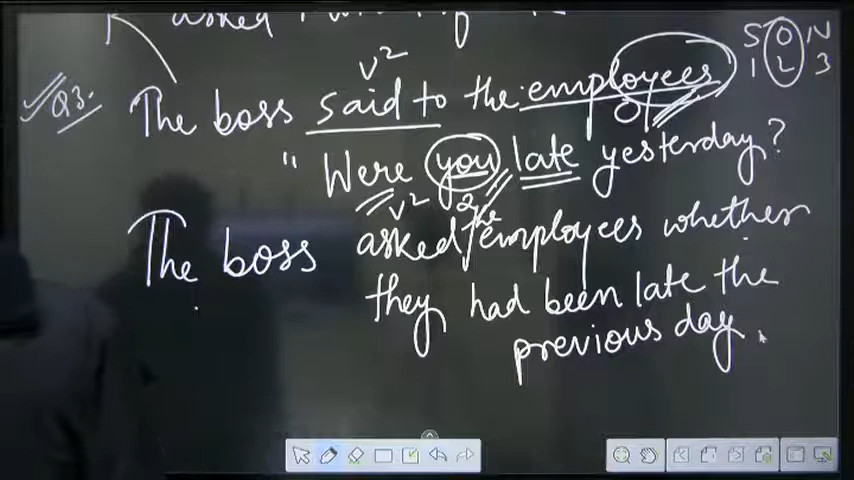 asked
S O N
1 2 3
V²
Q3. The boss said to the employees
O
" Were you late yesterday?
V² 2 the
The boss asked employees whether
they had been late the
previous day.